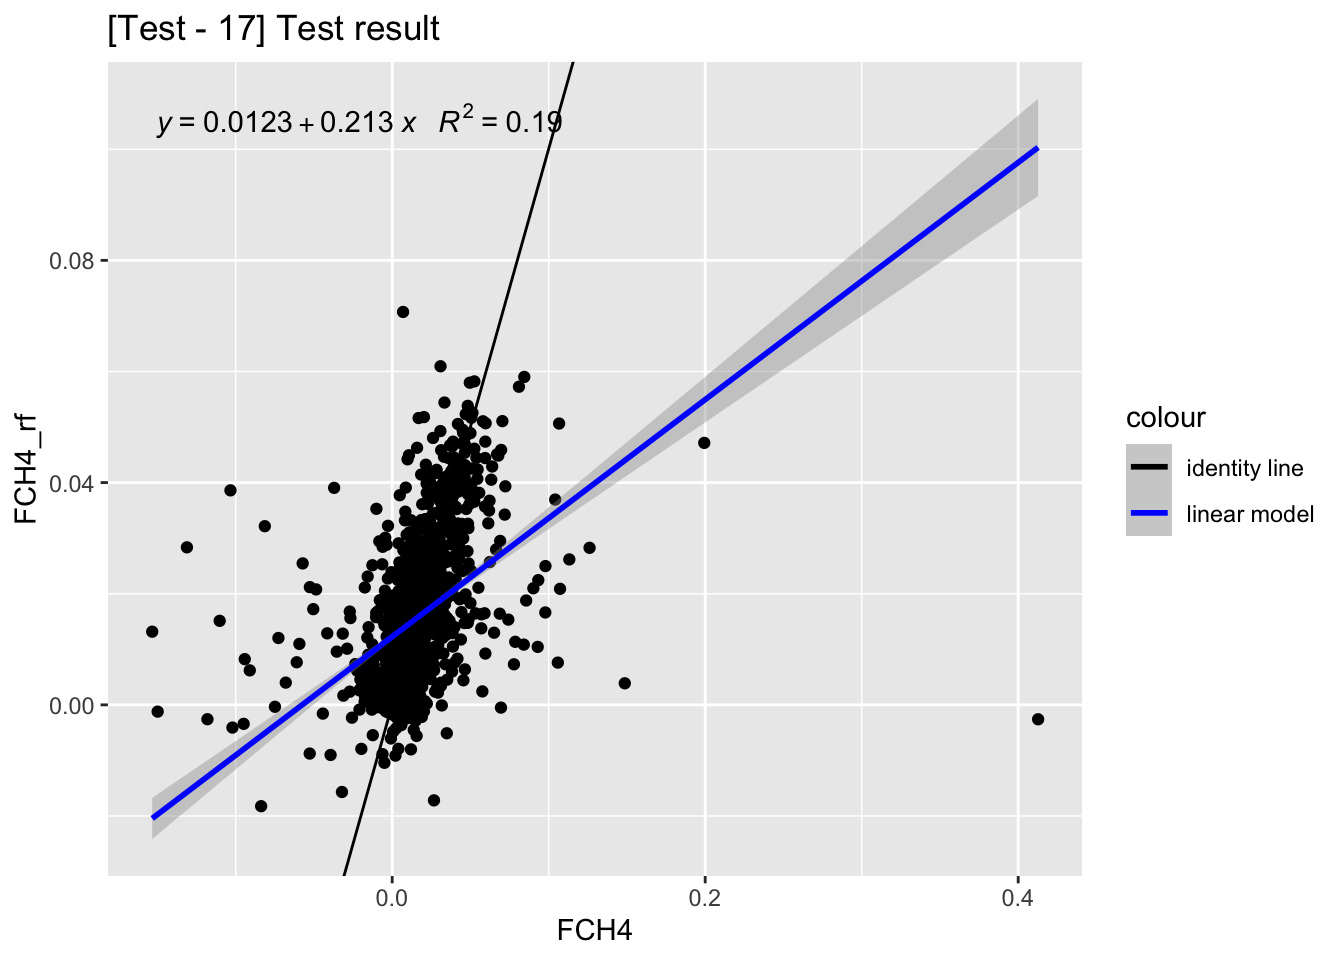 [Test - 17] Test result
y = 0.0123 + 0.213 x   R² = 0.19
0.08
0.04
0.00
FCH4_rf
0.0
0.2
0.4
FCH4
colour
identity line
linear model